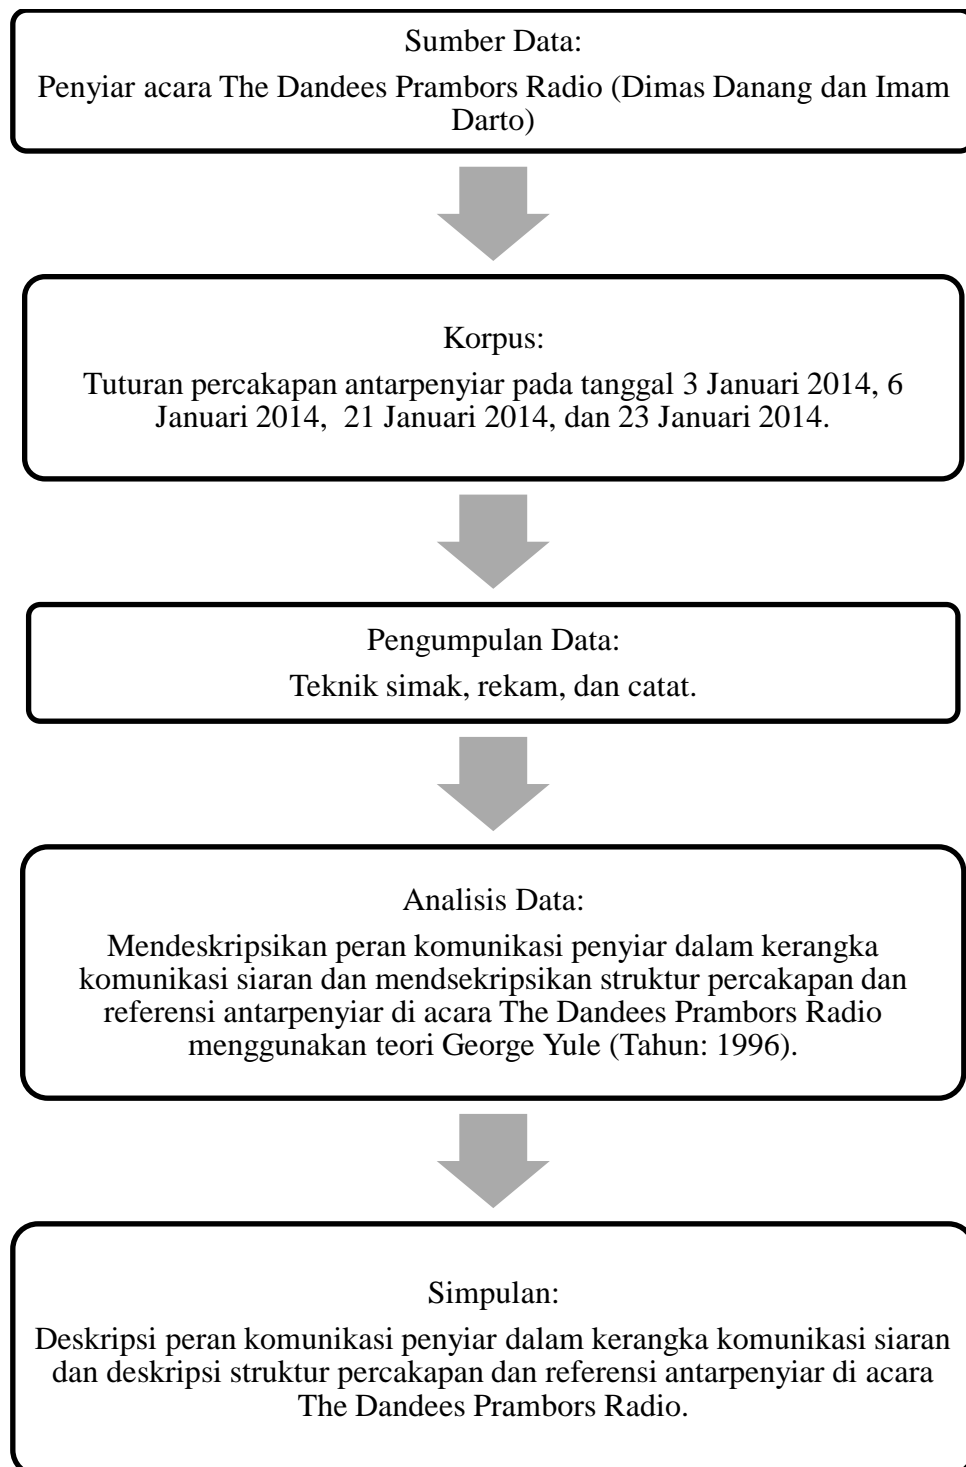 Sumber Data:
Penyiar acara The Dandees Prambors Radio (Dimas Danang dan Imam
Darto)
Korpus:
Tuturan percakapan antarpenyiar pada tanggal 3 Januari 2014, 6
Januari 2014,  21 Januari 2014, dan 23 Januari 2014.
Pengumpulan Data:
Teknik simak, rekam, dan catat.
Analisis Data:
Mendeskripsikan peran komunikasi penyiar dalam kerangka
komunikasi siaran dan mendsekripsikan struktur percakapan dan
referensi antarpenyiar di acara The Dandees Prambors Radio
menggunakan teori George Yule (Tahun: 1996).
Simpulan:
Deskripsi peran komunikasi penyiar dalam kerangka komunikasi siaran
dan deskripsi struktur percakapan dan referensi antarpenyiar di acara
The Dandees Prambors Radio.